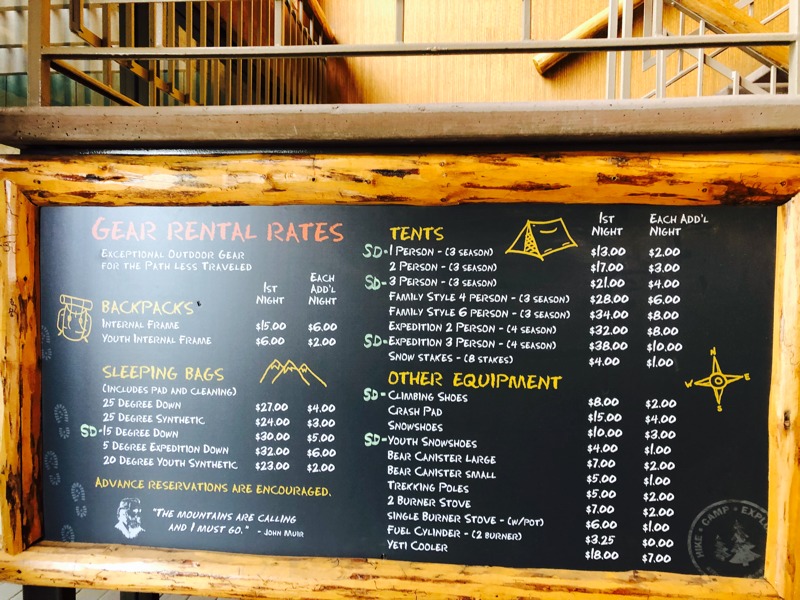 GEAR RENTAL RATES
EXCEPTIONAL OUTDOOR GEAR
FOR THE PATH LESS TRAVELED
1ST NIGHT EACH ADD'L NIGHT
BACKPACKS
INTERNAL FRAME $15.00 $6.00
YOUTH INTERNAL FRAME $6.00 $2.00
SLEEPING BAGS
(INCLUDES PAD AND CLEANING)
25 DEGREE DOWN $27.00 $4.00
25 DEGREE SYNTHETIC $24.00 $3.00
SD-15 DEGREE DOWN $30.00 $5.00
5 DEGREE EXPEDITION DOWN $32.00 $6.00
20 DEGREE YOUTH SYNTHETIC $23.00 $2.00
ADVANCE RESERVATIONS ARE ENCOURAGED.
"THE MOUNTAINS ARE CALLING
AND I MUST GO." - JOHN MUIR
TENTS 1ST NIGHT EACH ADD'L NIGHT
SD-1 PERSON - (3 SEASON) $13.00 $2.00
2 PERSON - (3 SEASON) $17.00 $3.00
SD-3 PERSON - (3 SEASON) $21.00 $4.00
FAMILY STYLE 4 PERSON - (3 SEASON) $28.00 $6.00
FAMILY STYLE 6 PERSON - (3 SEASON) $34.00 $8.00
EXPEDITION 2 PERSON - (4 SEASON) $32.00 $8.00
SD-EXPEDITION 3 PERSON - (4 SEASON) $38.00 $10.00
SNOW STAKES - (8 STAKES) $4.00 $1.00
OTHER EQUIPMENT
SD-CLIMBING SHOES $8.00 $2.00
CRASH PAD $15.00 $4.00
SNOWSHOES $10.00 $3.00
SD-YOUTH SNOWSHOES $4.00 $1.00
BEAR CANISTER LARGE $7.00 $2.00
BEAR CANISTER SMALL $5.00 $1.00
TREKKING POLES $5.00 $2.00
2 BURNER STOVE $7.00 $2.00
SINGLE BURNER STOVE - (W/POT) $6.00 $1.00
FUEL CYLINDER - (2 BURNER) $3.25 $0.00
YETI COOLER $18.00 $7.00
N
W E
S
HIKE • CAMP • EXPLO